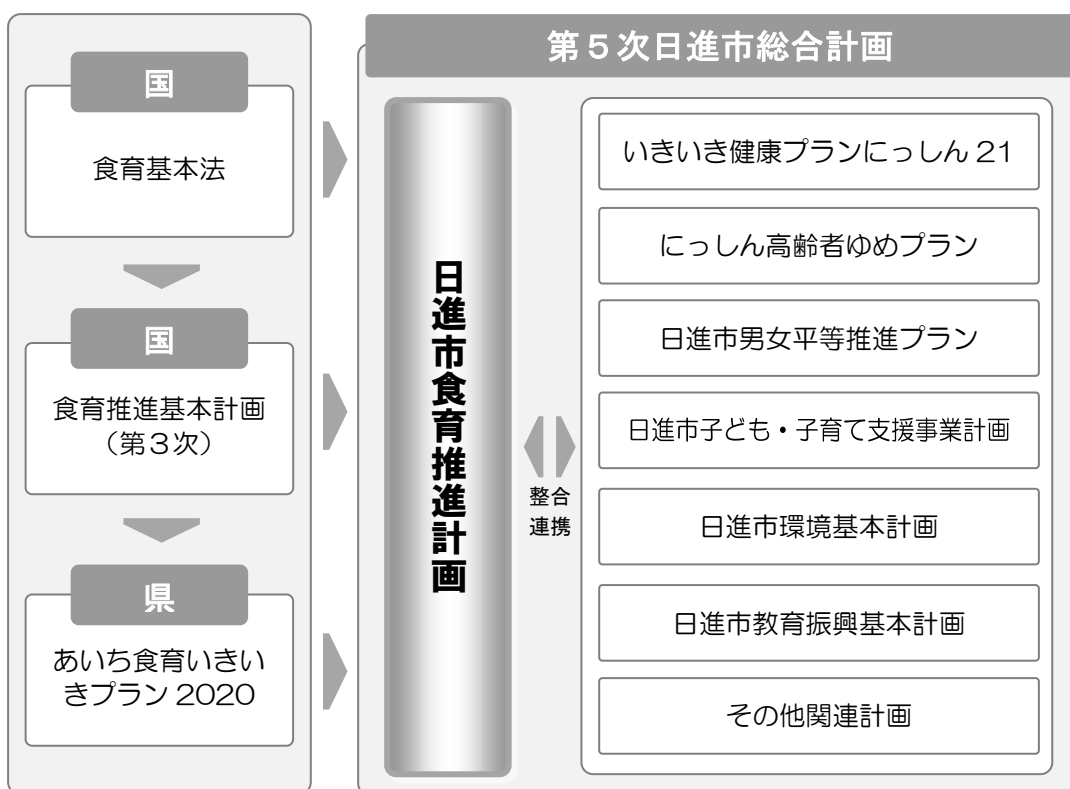 国
食育基本法
国
食育推進基本計画
（第３次）
県
あいち食育いきい
きプラン 2020
第５次日進市総合計画
日進市食育推進計画
整合
連携
いきいき健康プランにっしん 21
にっしん高齢者ゆめプラン
日進市男女平等推進プラン
日進市子ども・子育て支援事業計画
日進市環境基本計画
日進市教育振興基本計画
その他関連計画